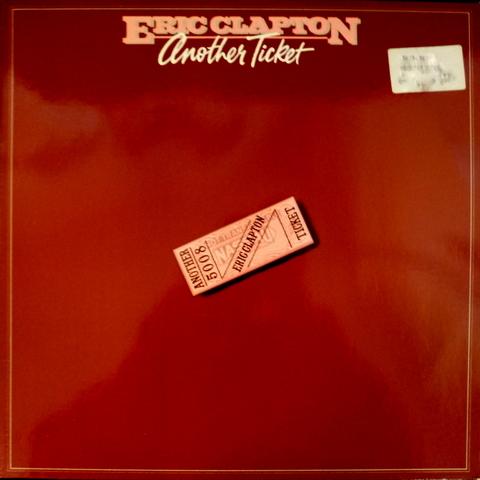 ERIC CLAPTON
Another Ticket
ANOTHER
5008
ERIC CLAPTON
TICKET